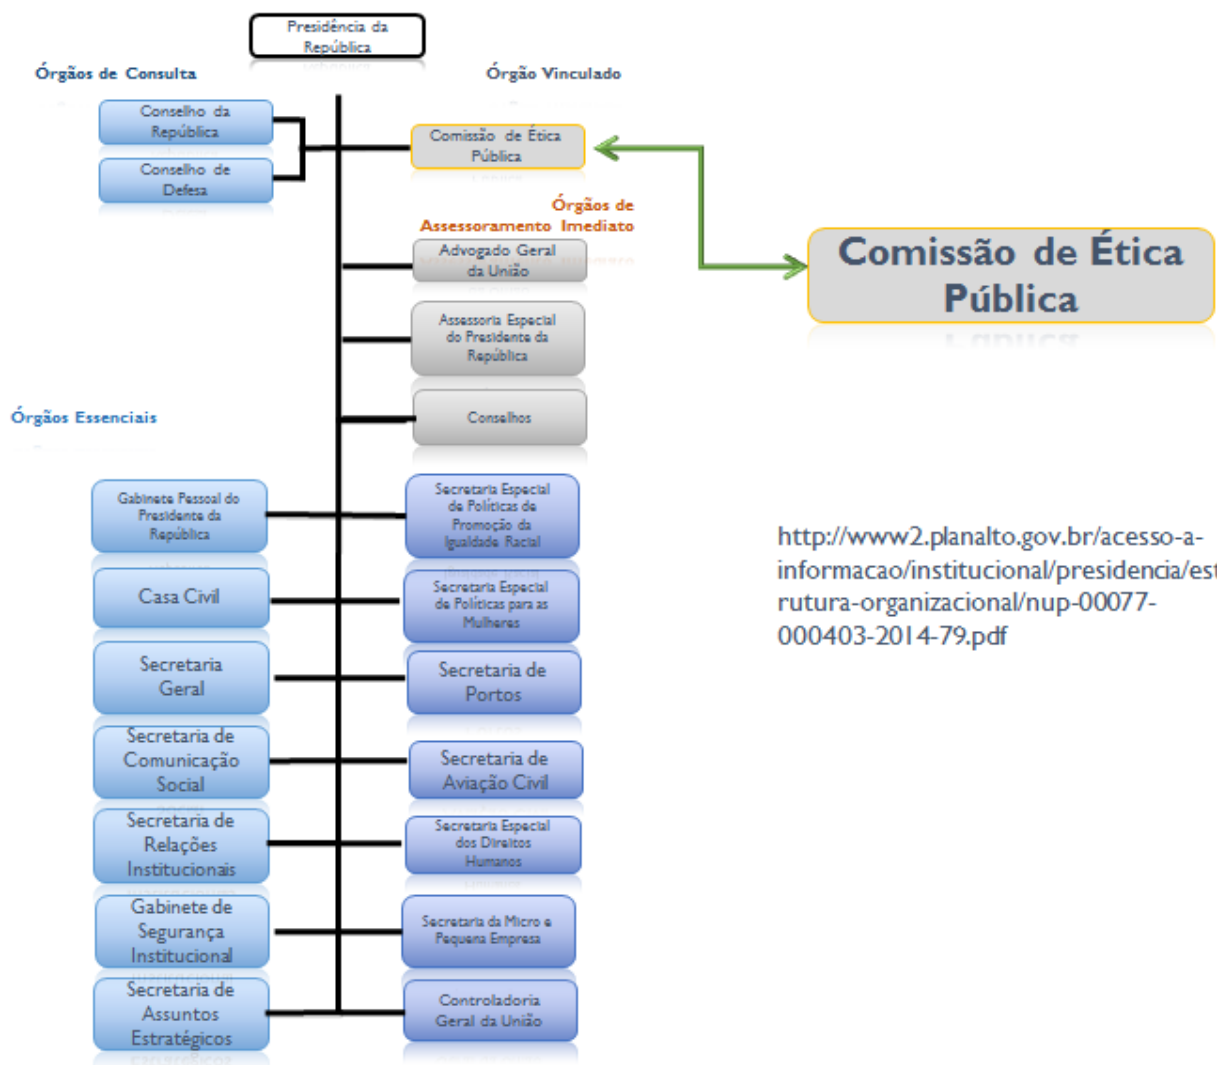 Presidência da
República
Órgãos de Consulta
Órgão Vinculado
Conselho da
República
Conselho de
Defesa
Comissão de Ética
Pública
Comissão de Ética
Pública
Órgãos de
Assessoramento Imediato
Advogado Geral
da União
Assessoria Especial
do Presidente da
República
Conselhos
Órgãos Essenciais
Gabinete Pessoal do
Presidente da
República
Secretaria Especial
de Políticas de
Promoção da
Igualdade Racial
Casa Civil
Secretaria Especial
de Políticas para as
Mulheres
Secretaria
Geral
Secretaria de
Portos
Secretaria de
Comunicação
Social
Secretaria de
Aviação Civil
Secretaria de
Relações
Institucionais
Secretaria Especial
dos Direitos
Humanos
Gabinete de
Segurança
Institucional
Secretaria da Micro e
Pequena Empresa
Secretaria de
Assuntos
Estratégicos
Controladoria
Geral da União
http://www2.planalto.gov.br/acesso-a-
informacao/institucional/presidencia/est
rutura-organizacional/nup-00077-
000403-2014-79.pdf